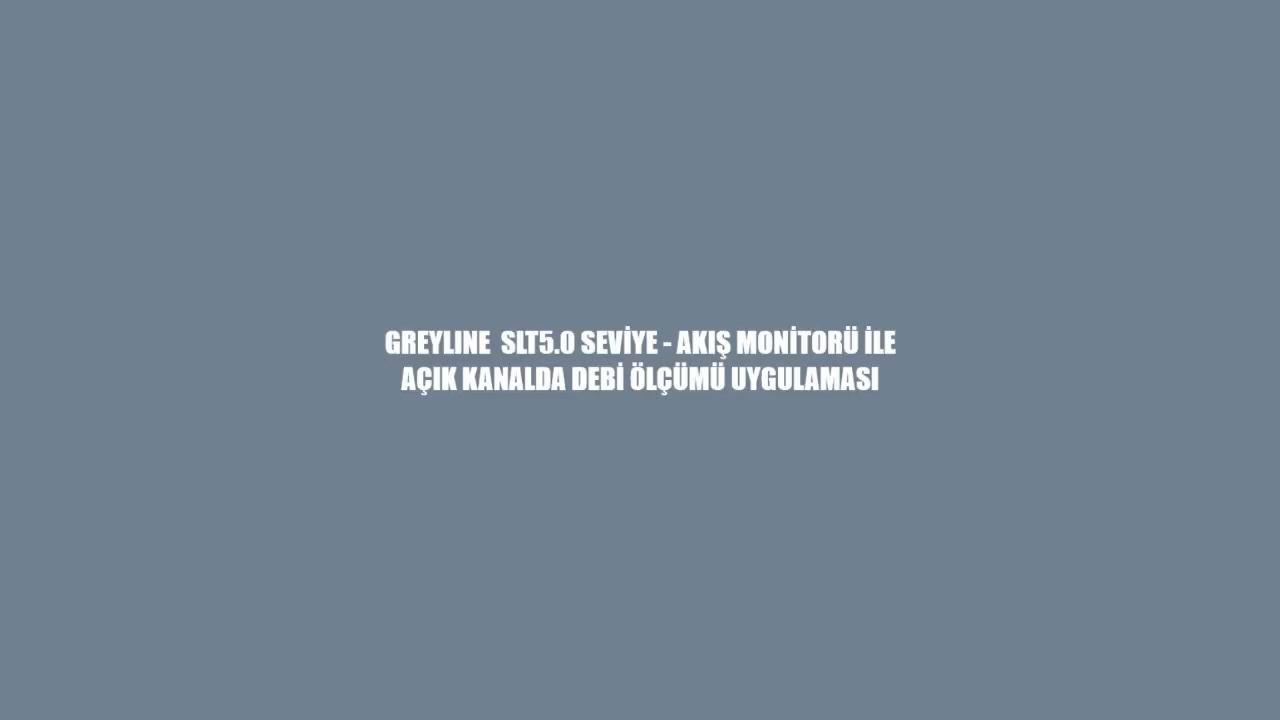 GREYLINE  SLT5.0 SEVİYE - AKIŞ MONİTORÜ İLE
AÇIK KANALDA DEBİ ÖLÇÜMÜ UYGULAMASI